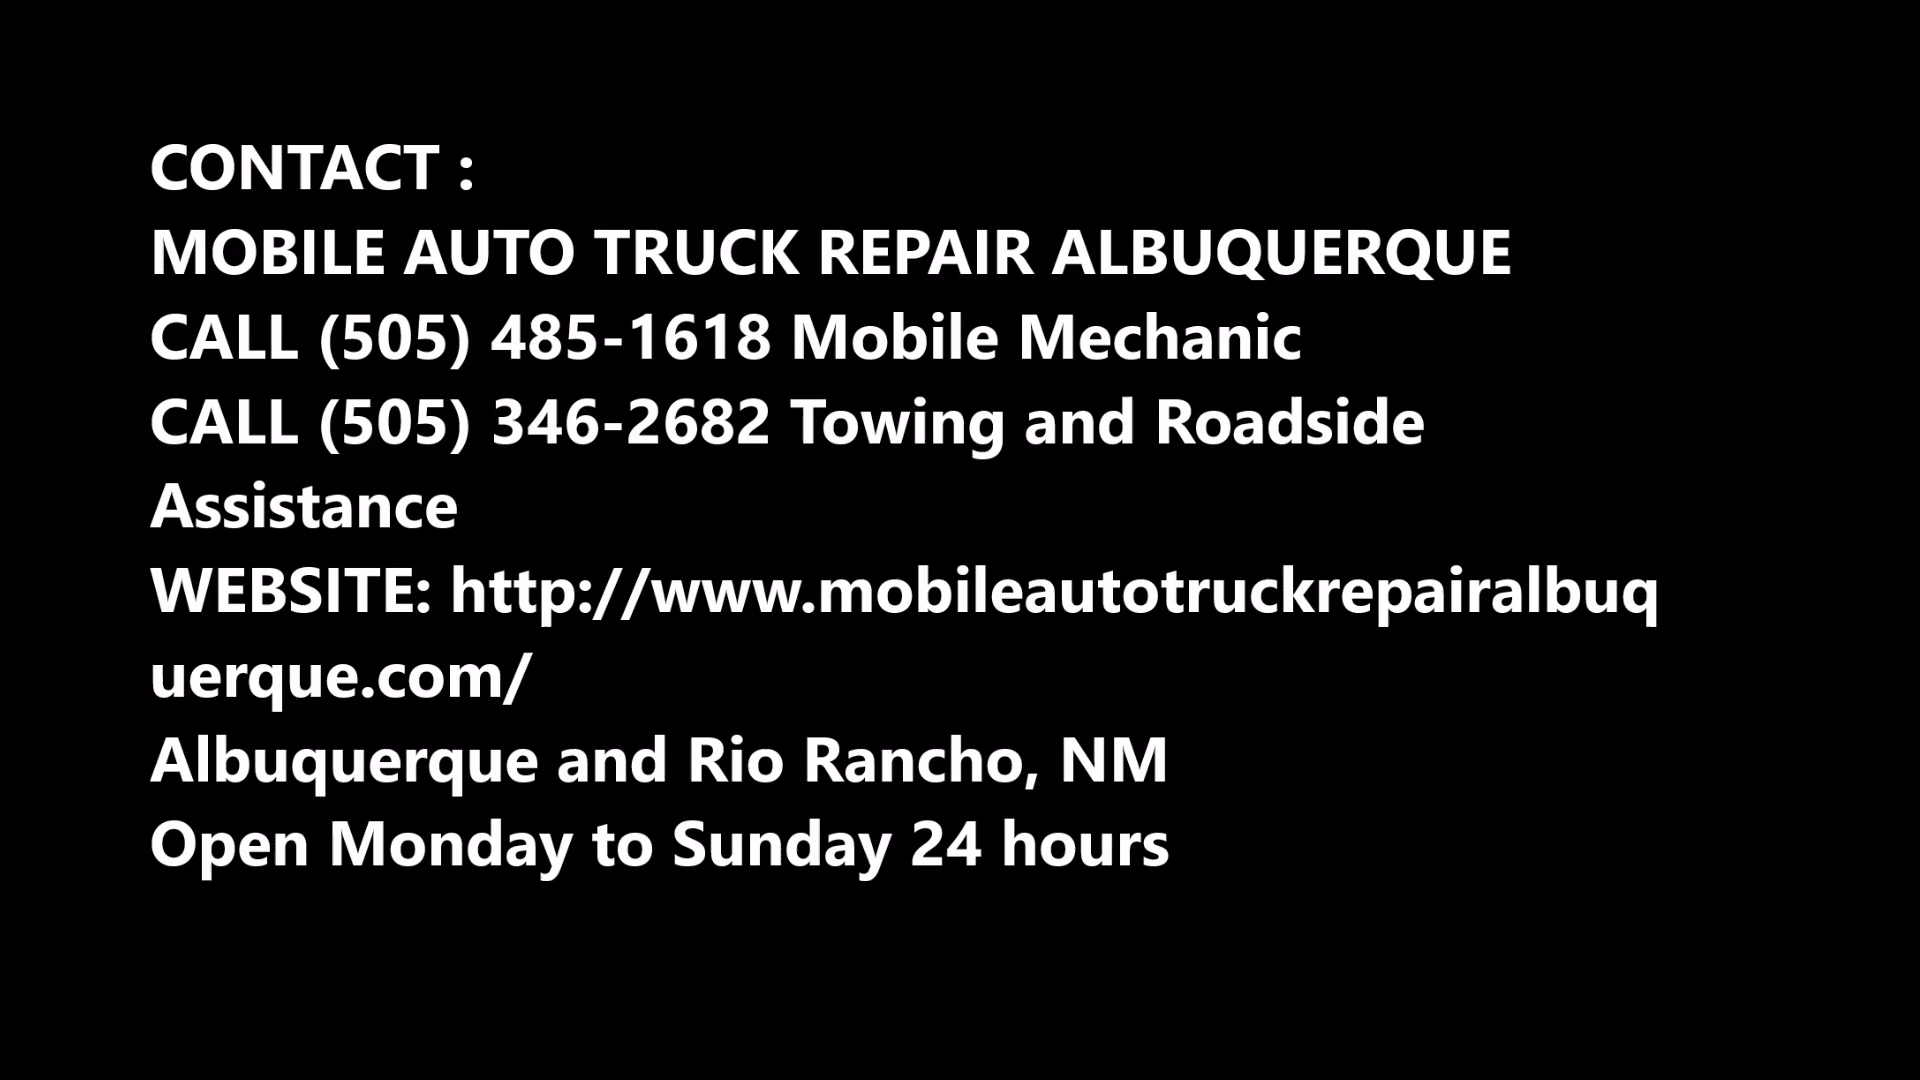 CONTACT :
MOBILE AUTO TRUCK REPAIR ALBUQUERQUE
CALL (505) 485-1618 Mobile Mechanic
CALL (505) 346-2682 Towing and Roadside
Assistance
WEBSITE: http://www.mobileautotruckrepairalbuq
uerque.com/
Albuquerque and Rio Rancho, NM
Open Monday to Sunday 24 hours